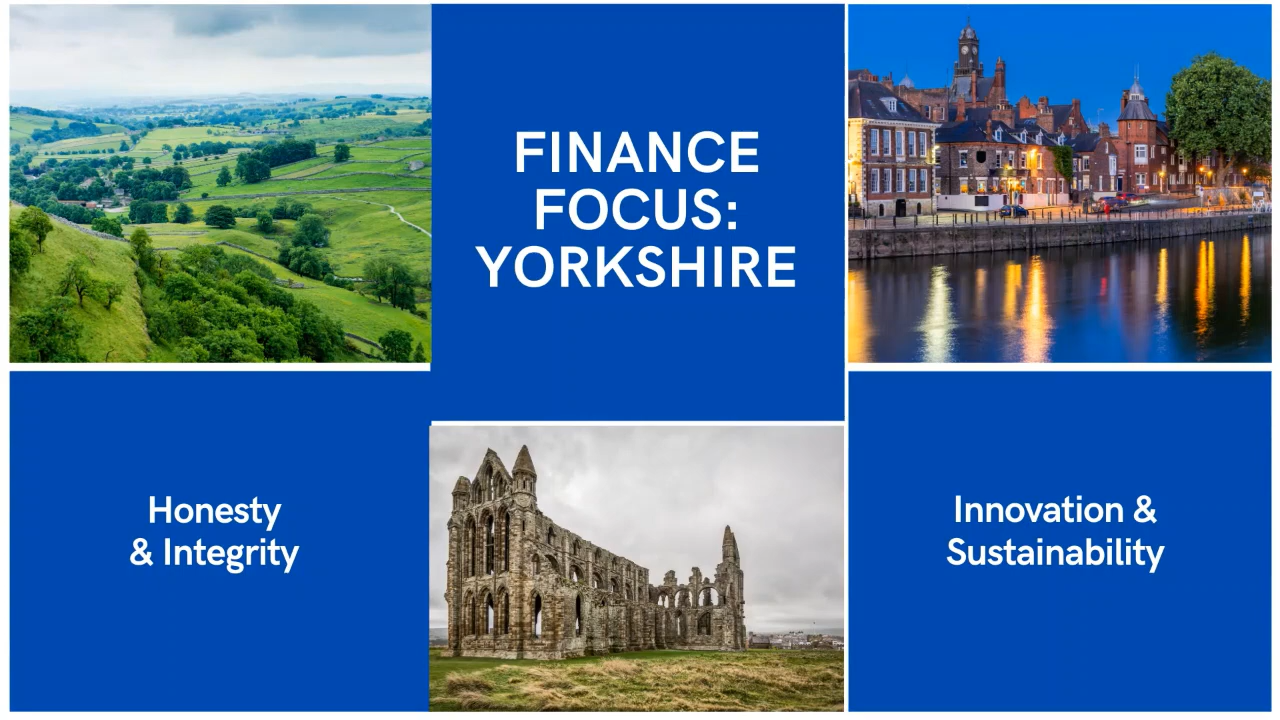 FINANCE
FOCUS:
YORKSHIRE
Honesty
& Integrity
Innovation &
Sustainability